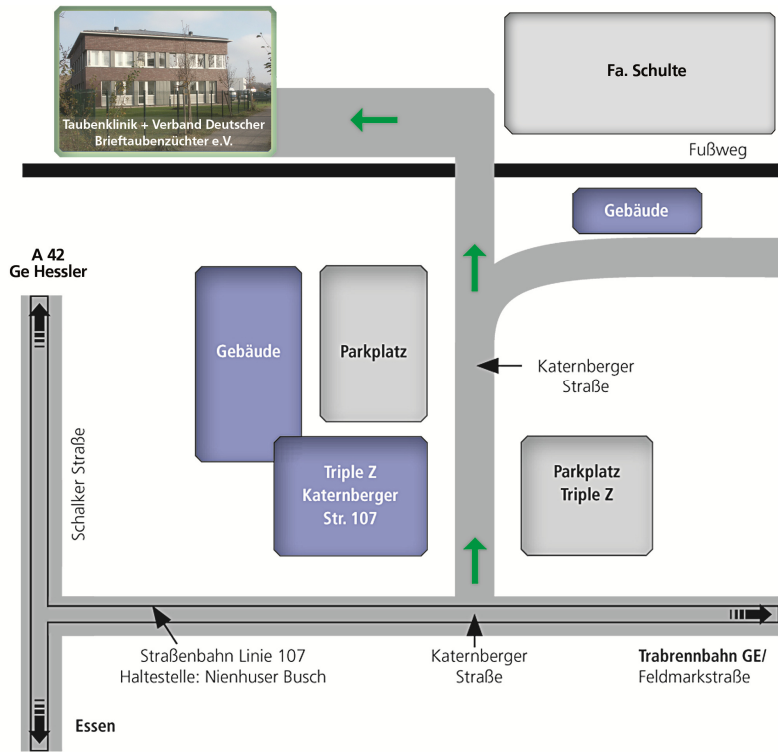 Taubenklinik + Verband Deutscher
Brieftaubenzüchter e.V.
Fa. Schulte
Fußweg
Gebäude
A 42
Ge Hessler
Gebäude
Parkplatz
Katernberger
Straße
Schalker Straße
Triple Z
Katernberger
Str. 107
Parkplatz
Triple Z
Straßenbahn Linie 107
Haltestelle: Nienhuser Busch
Katernberger
Straße
Trabrennbahn GE/
Feldmarkstraße
Essen